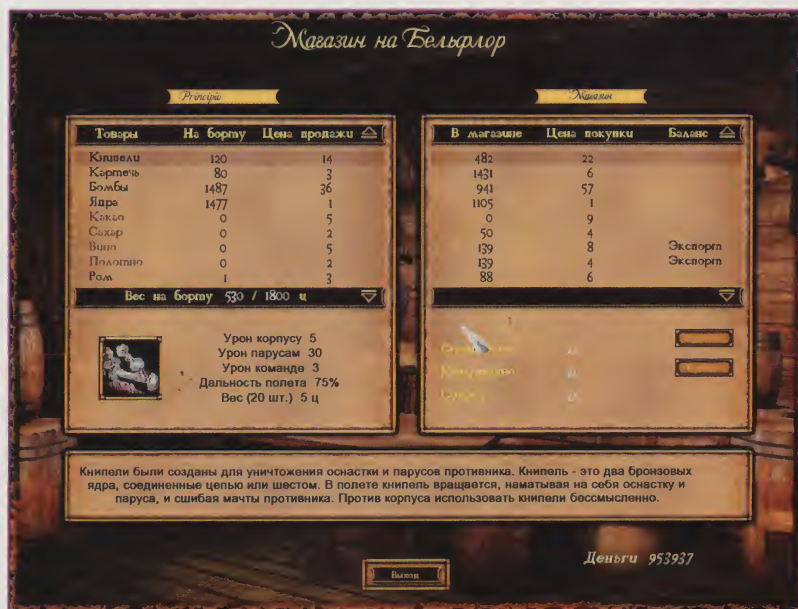 Магазин на Бельфлор
Principio
Магазин
Товары На борту Цена продажи
Книпели 120 14
Картечь 80 3
Бомбы 1487 36
Ядра 1477 1
Какао 0 5
Сахар 0 2
Вино 0 5
Полотно 0 2
Ром 1 3
Вес на борту 530 / 1800 ц
В магазине Цена покупки Баланс
482 22
1431 6
941 57
1105 1
0 9
50 4
139 8 Экспорт
139 4 Экспорт
88 6
Урон корпусу 5
Урон парусам 30
Урон команде 3
Дальность полета 75%
Вес (20 шт.) 5 ц
Книпели были созданы для уничтожения оснастки и парусов противника. Книпель - это два бронзовых
ядра, соединенные цепью или шестом. В полете книпель вращается, наматывая на себя оснастку и
паруса, и сшибая мачты противника. Против корпуса использовать книпели бессмысленно.
Деньги 953937
Выход